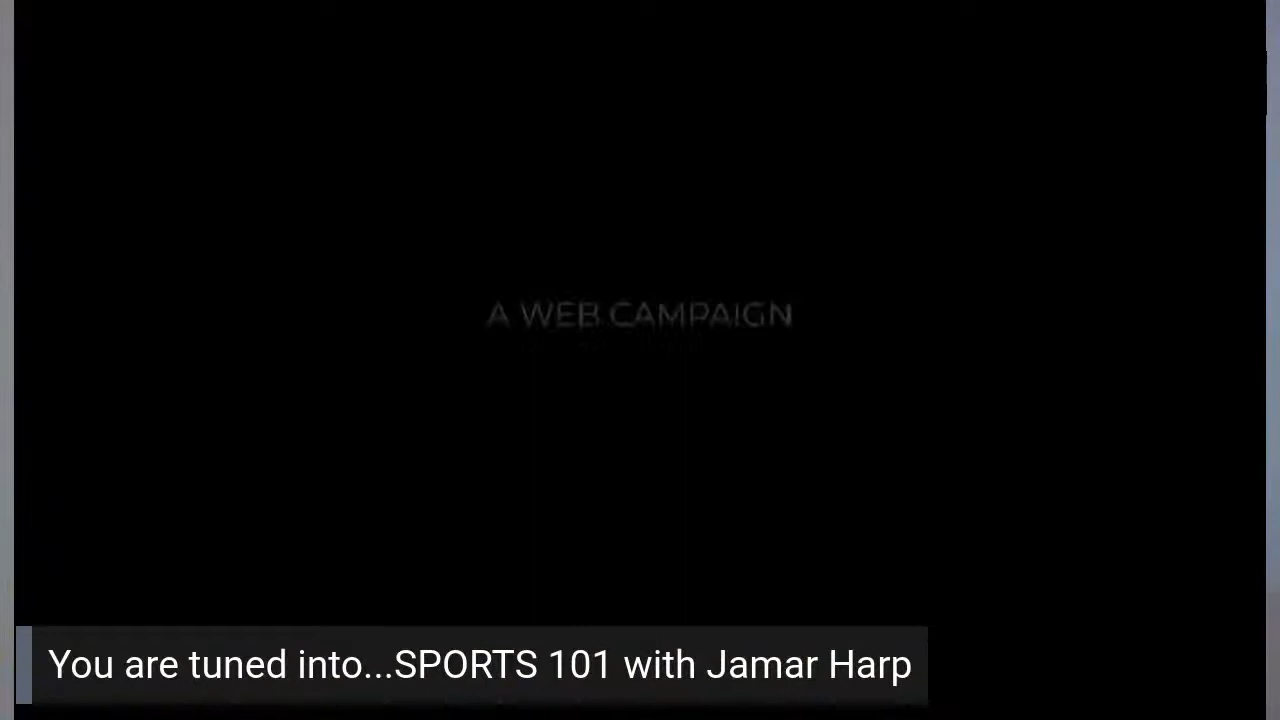 A WEB CAMPAIGN
You are tuned into...SPORTS 101 with Jamar Harp